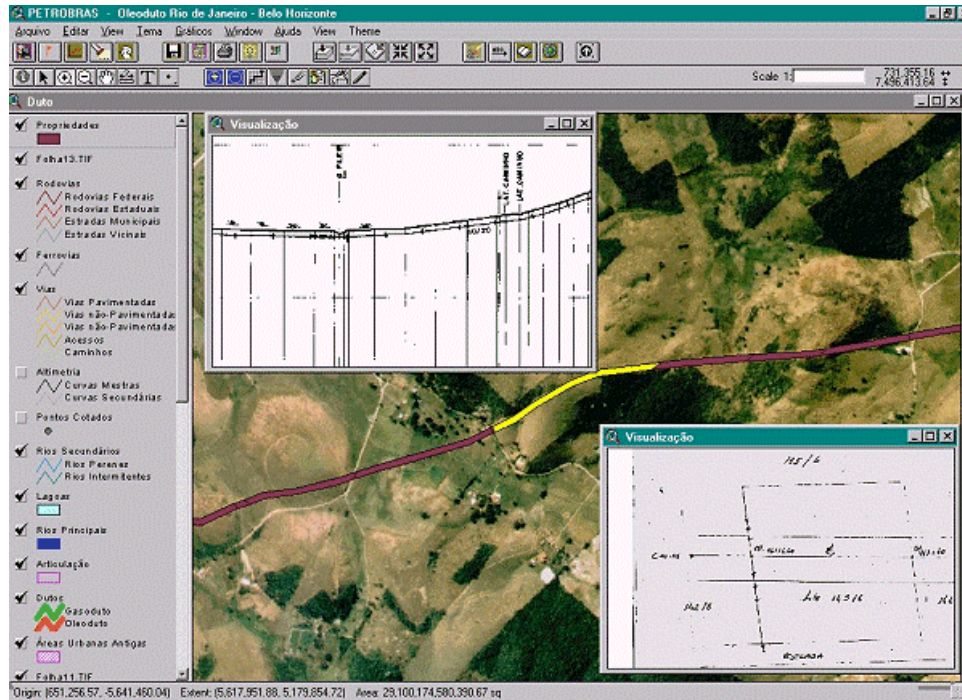 PETROBRAS - Oleoduto Rio de Janeiro - Belo Horizonte
Arquivo Editar View Tema Gráficos Window Ajuda View Theme
Scale 1:
731,355.16
7,496,413.64
Duto
Propriedades
Folha13.TIF
Rodovias
Rodovias Federais
Rodovias Estaduais
Estradas Municipais
Estradas Vicinais
Ferrovias
Vias
Vias Pavimentadas
Vias não-Pavimentadas
Vias não-Pavimentadas
Acessos
Caminhos
Altimetria
Curvas Mestras
Curvas Secundárias
Pontos Cotados
Rios Secundários
Rios Perenes
Rios Intermitentes
Lagoas
Rios Principais
Articulação
Dutos
Gasoduto
Oleoduto
Áreas Urbanas Antigas
Folha11.TIF
Visualização
LAT. CAMINHO
LAT. CAMINHO
Visualização
Origin: (651,256.57, -5,641,460.04) Extent: (5,617,951.88, 5,179,854.72) Area: 29,100,174,580,390.67 sq